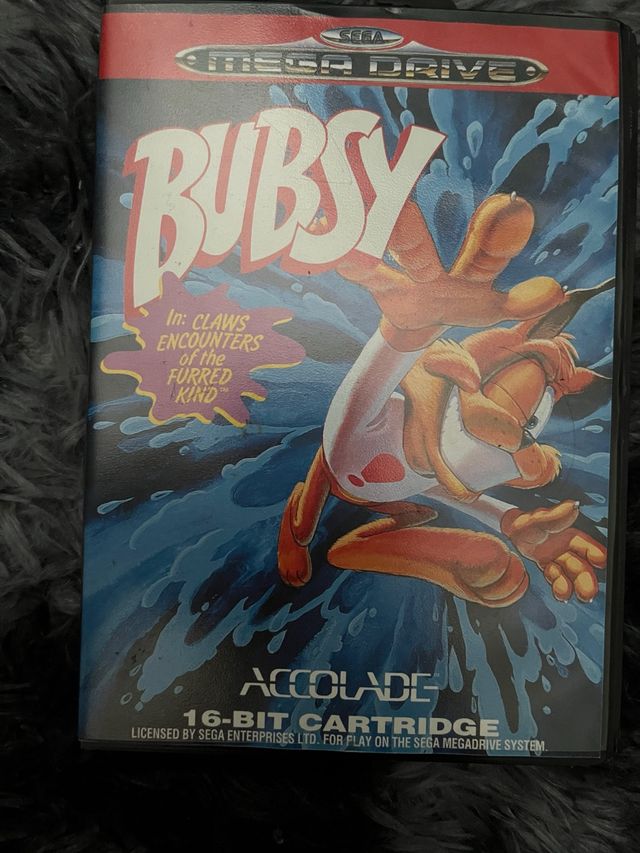 SEGA
MEGA DRIVE
BUBSY
In: CLAWS
ENCOUNTERS
of the
FURRED
KIND™
ACCOLADE
16-BIT CARTRIDGE
LICENSED BY SEGA ENTERPRISES LTD. FOR PLAY ON THE SEGA MEGADRIVE SYSTEM.